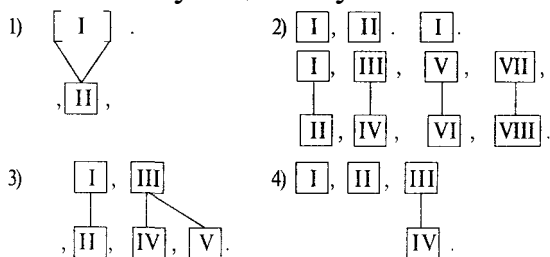 1) [ I ] .
, II ,
2) I , II . I .
I , III , V , VII ,
II , IV , VI , VIII .
3) I , III
, II , IV , V .
4) I , II , III
IV .